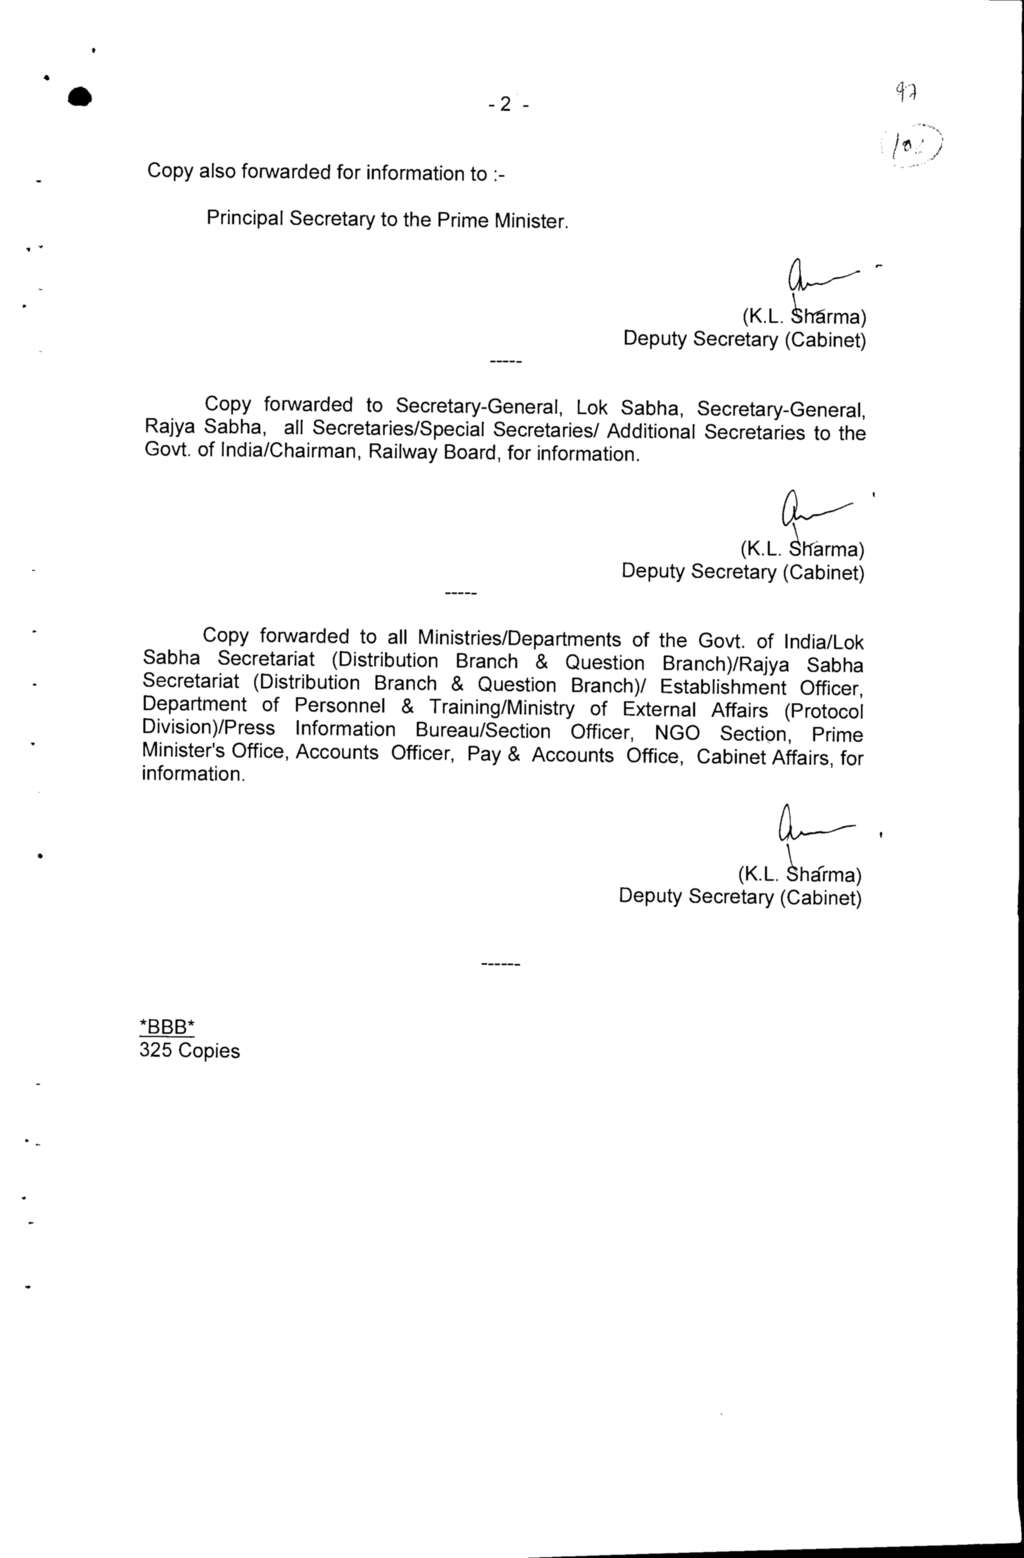 - 2 -
97
Copy also forwarded for information to :-
Principal Secretary to the Prime Minister.
(K.L. Sharma)
Deputy Secretary (Cabinet)
-----
Copy forwarded to Secretary-General, Lok Sabha, Secretary-General,
Rajya Sabha, all Secretaries/Special Secretaries/ Additional Secretaries to the
Govt. of India/Chairman, Railway Board, for information.
(K.L. Sharma)
Deputy Secretary (Cabinet)
-----
Copy forwarded to all Ministries/Departments of the Govt. of India/Lok
Sabha Secretariat (Distribution Branch & Question Branch)/Rajya Sabha
Secretariat (Distribution Branch & Question Branch)/ Establishment Officer,
Department of Personnel & Training/Ministry of External Affairs (Protocol
Division)/Press Information Bureau/Section Officer, NGO Section, Prime
Minister's Office, Accounts Officer, Pay & Accounts Office, Cabinet Affairs, for
information.
(K.L. Sharma)
Deputy Secretary (Cabinet)
------
*BBB*
325 Copies